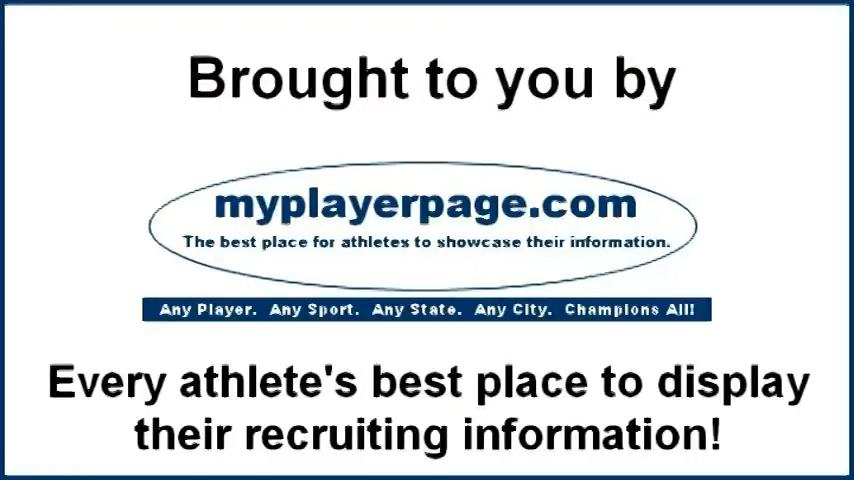 Brought to you by
myplayerpage.com
The best place for athletes to showcase their information.
Any Player. Any Sport. Any State. Any City. Champions All!
Every athlete's best place to display
their recruiting information!